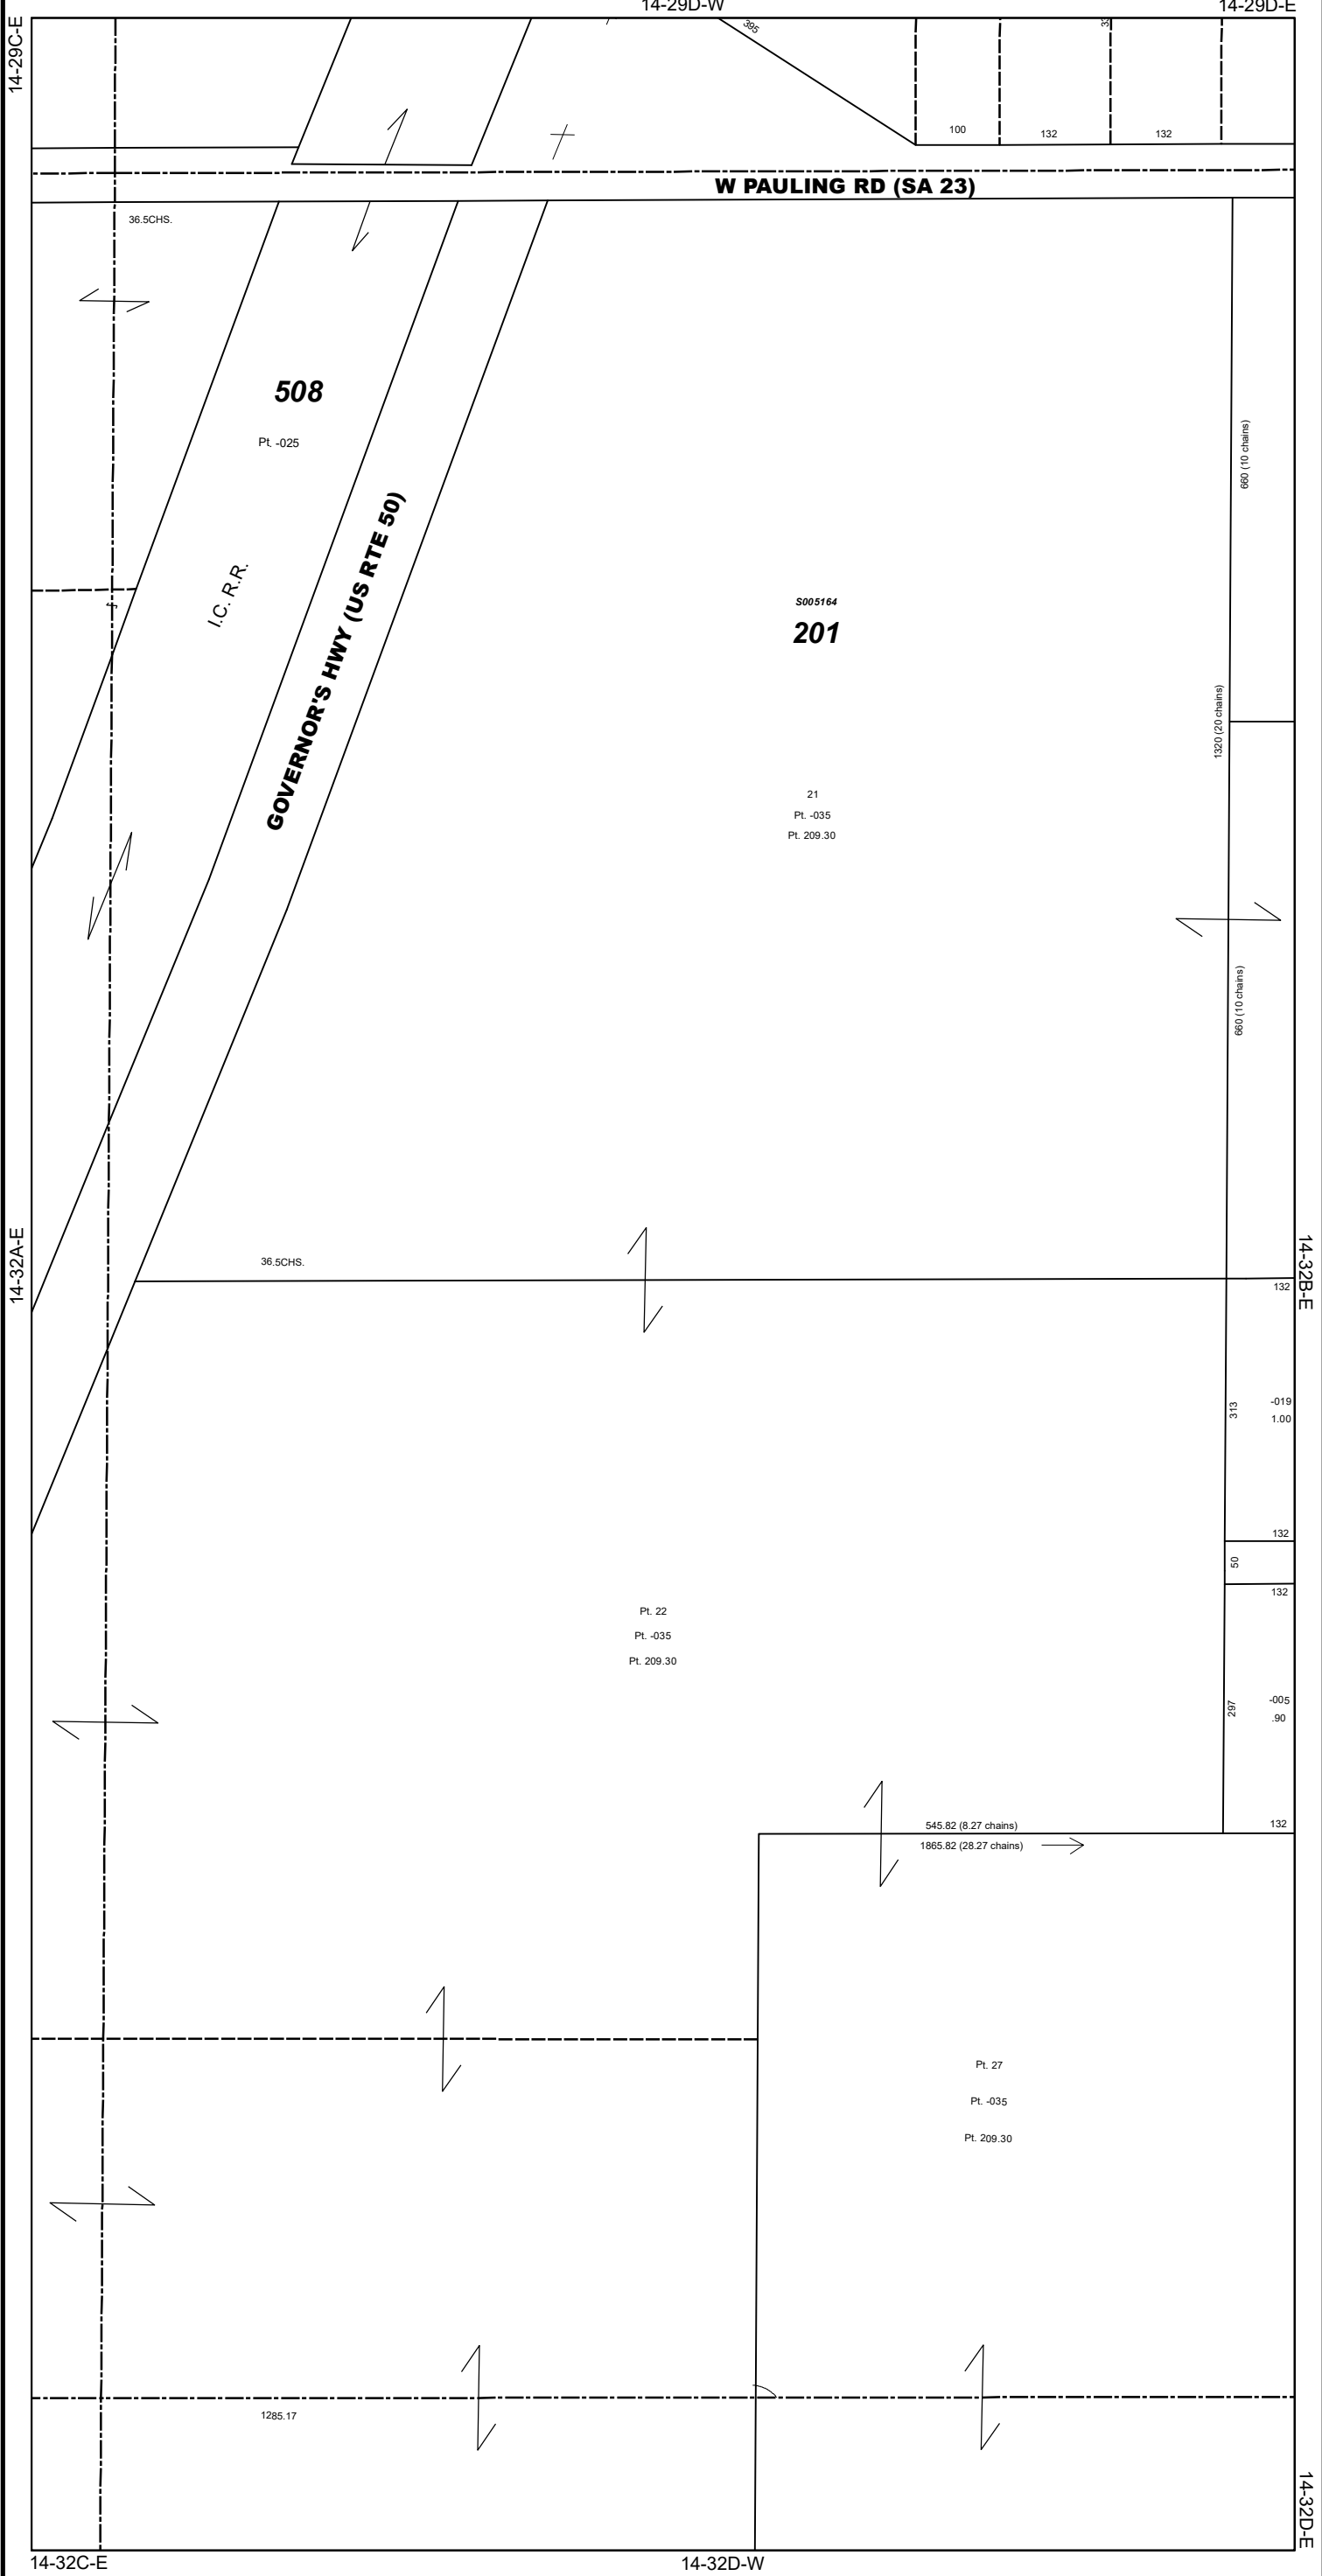 14-29D-W
14-29D-E
14-29C-E
395
33
100
132
132
W PAULING RD (SA 23)
36.5CHS.
508
Pt. -025
I.C. R.R.
GOVERNOR'S HWY (US RTE 50)
660 (10 chains)
S005164
201
1320 (20 chains)
21
Pt. -035
Pt. 209.30
660 (10 chains)
14-32A-E
14-32B-E
36.5CHS.
132
313
-019
1.00
132
50
132
Pt. 22
Pt. -035
Pt. 209.30
297
-005
.90
545.82 (8.27 chains)
132
1865.82 (28.27 chains)
Pt. 27
Pt. -035
Pt. 209.30
1285.17
14-32D-E
14-32C-E
14-32D-W